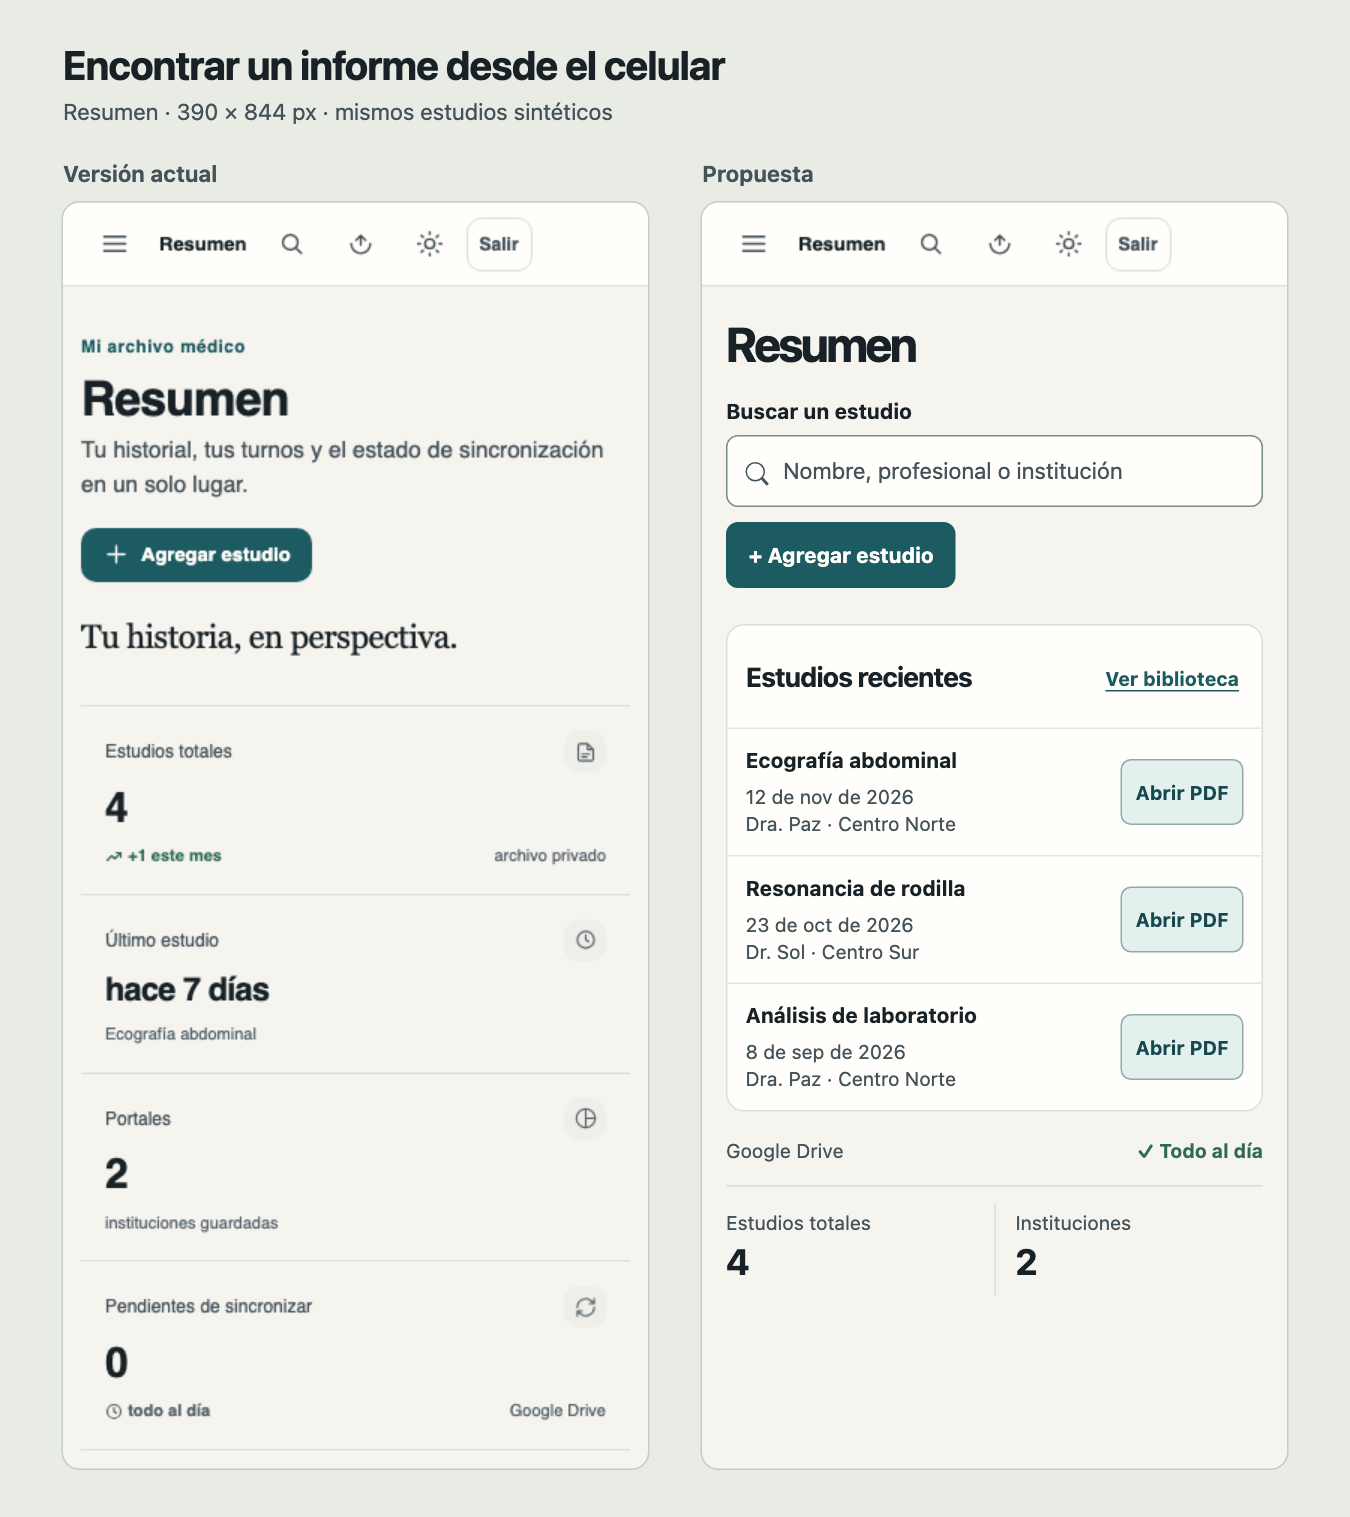 Encontrar un informe desde el celular
Resumen · 390 × 844 px · mismos estudios sintéticos
Versión actual
Resumen
Salir
Mi archivo médico
Resumen
Tu historial, tus turnos y el estado de sincronización
en un solo lugar.
Agregar estudio
Tu historia, en perspectiva.
Estudios totales
4
+1 este mes
archivo privado
Último estudio
hace 7 días
Ecografía abdominal
Portales
2
instituciones guardadas
Pendientes de sincronizar
0
todo al día
Google Drive
Propuesta
Resumen
Salir
Resumen
Buscar un estudio
Nombre, profesional o institución
+ Agregar estudio
Estudios recientes
Ver biblioteca
Ecografía abdominal
12 de nov de 2026
Dra. Paz · Centro Norte
Abrir PDF
Resonancia de rodilla
23 de oct de 2026
Dr. Sol · Centro Sur
Abrir PDF
Análisis de laboratorio
8 de sep de 2026
Dra. Paz · Centro Norte
Abrir PDF
Google Drive
✓ Todo al día
Estudios totales
4
Instituciones
2